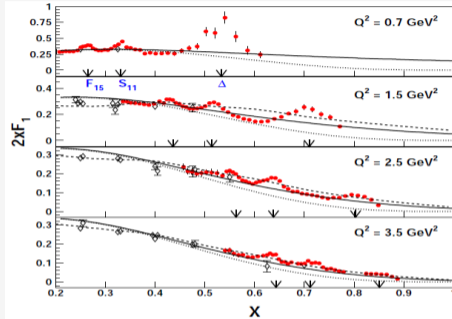 1
0.75
0.5
0.25
0
Q² = 0.7 GeV²
F₁₅ S₁₁ Δ
0.4
0.2
0
Q² = 1.5 GeV²
2xF₁
0.3
0.2
0.1
0
Q² = 2.5 GeV²
0.3
0.2
0.1
0
Q² = 3.5 GeV²
0.2 0.3 0.4 0.5 0.6 0.7 0.8 0.9
x